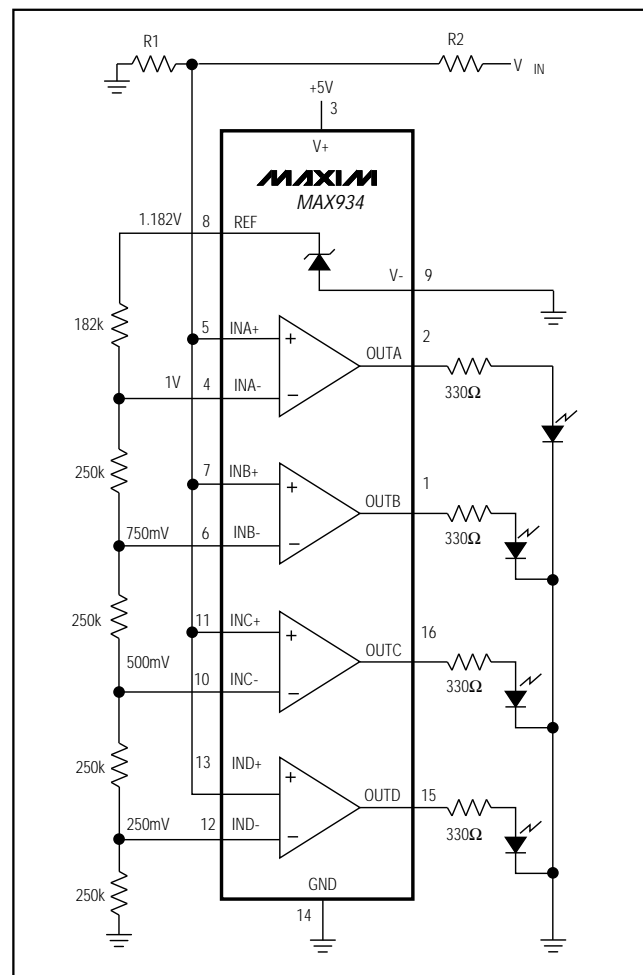 R1
R2
V IN
+5V
3
V+
MAXIM
MAX934
1.182V
8
REF
V-
9
182k
5
INA+
OUTA
2
330Ω
1V
4
INA-
250k
7
INB+
OUTB
1
330Ω
750mV
6
INB-
250k
11
INC+
OUTC
16
330Ω
500mV
10
INC-
250k
13
IND+
OUTD
15
330Ω
250mV
12
IND-
250k
GND
14